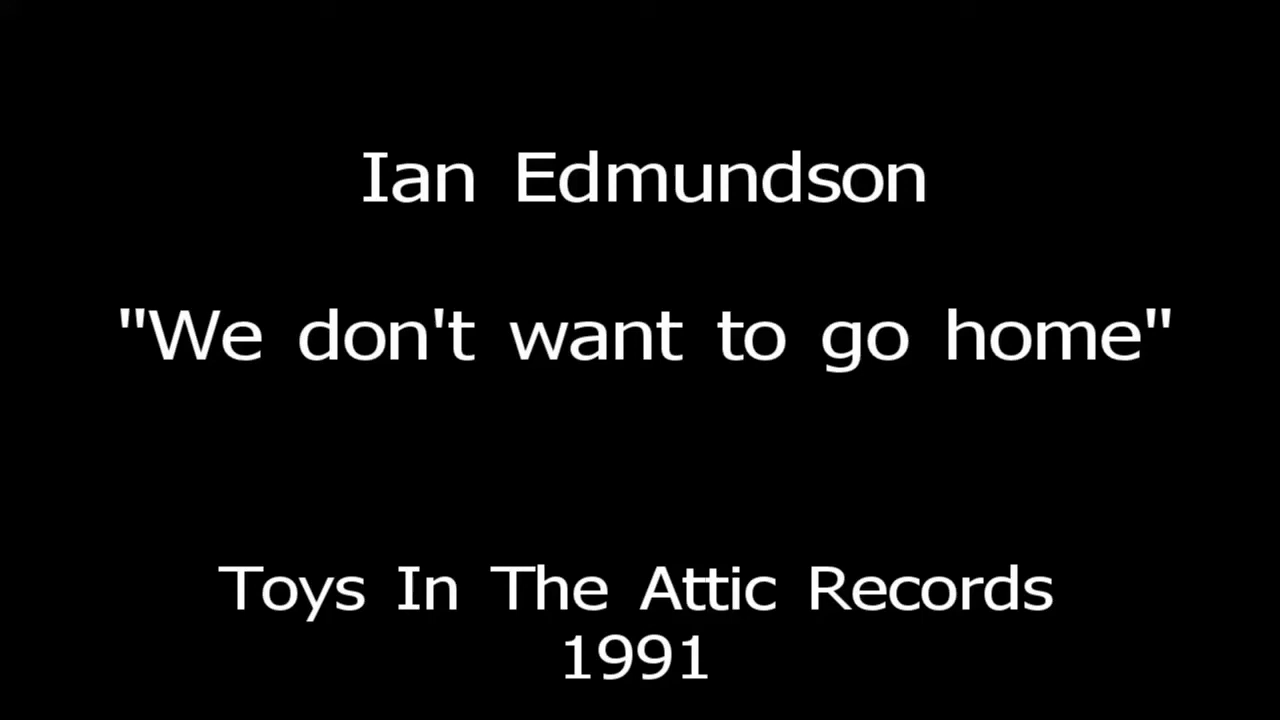 Ian Edmundson
"We don't want to go home"
Toys In The Attic Records
1991